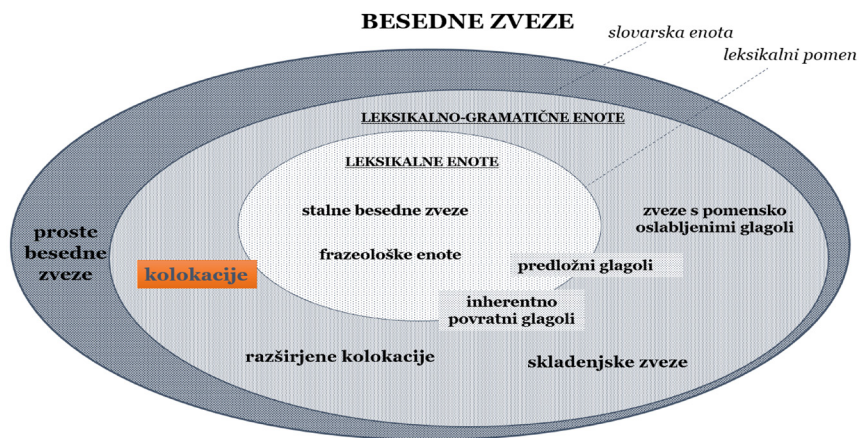 BESEDNE ZVEZE
slovarska enota
leksikalni pomen
LEKSIKALNO-GRAMATIČNE ENOTE
LEKSIKALNE ENOTE
stalne besedne zveze
frazeološke enote
zveze s pomensko
oslabljenimi glagoli
proste
besedne
zveze
kolokacije
predložni glagoli
inherentno
povratni glagoli
razširjene kolokacije
skladenjske zveze